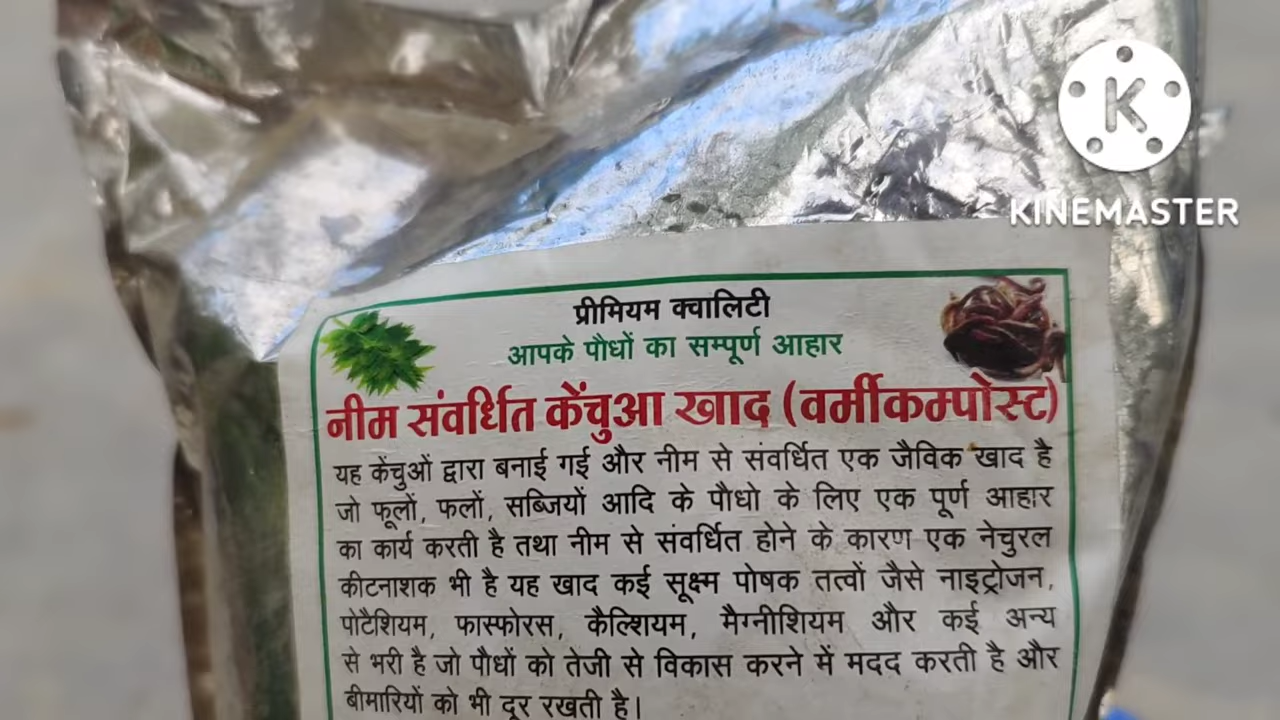 KINEMASTER
प्रीमियम क्वालिटी
आपके पौधों का सम्पूर्ण आहार
नीम संवर्धित केंचुआ खाद (वर्मीकम्पोस्ट)
यह केंचुओं द्वारा बनाई गई और नीम से संवर्धित एक जैविक खाद है
जो फूलों, फलों, सब्जियों आदि के पौधो के लिए एक पूर्ण आहार
का कार्य करती है तथा नीम से संवर्धित होने के कारण एक नेचुरल
कीटनाशक भी है यह खाद कई सूक्ष्म पोषक तत्वों जैसे नाइट्रोजन,
पोटैशियम, फास्फोरस, कैल्शियम, मैग्नीशियम और कई अन्य
से भरी है जो पौधों को तेजी से विकास करने में मदद करती है और
बीमारियों को भी दूर रखती है।